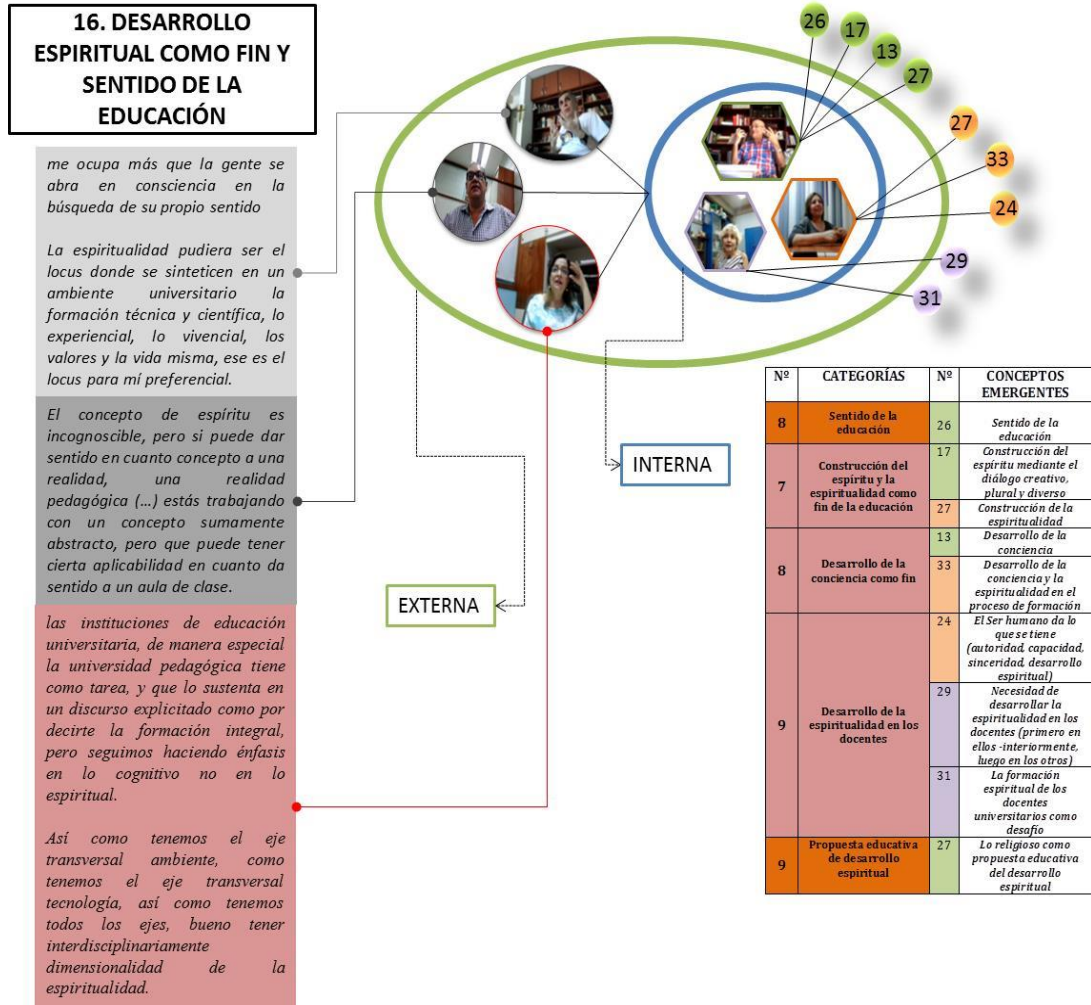 16. DESARROLLO
ESPIRITUAL COMO FIN Y
SENTIDO DE LA
EDUCACIÓN
me ocupa más que la gente se
abra en consciencia en la
búsqueda de su propio sentido
La espiritualidad pudiera ser el
locus donde se sinteticen en un
ambiente universitario la
formación técnica y científica, lo
experiencial, lo vivencial, los
valores y la vida misma, ese es el
locus para mí preferencial.
El concepto de espíritu es
incognoscible, pero si puede dar
sentido en cuanto concepto a una
realidad, una realidad
pedagógica (...) estás trabajando
con un concepto sumamente
abstracto, pero que puede tener
cierta aplicabilidad en cuanto da
sentido a un aula de clase.
las instituciones de educación
universitaria, de manera especial
la universidad pedagógica tiene
como tarea, y que lo sustenta en
un discurso explicitado como por
decirte la formación integral,
pero seguimos haciendo énfasis
en lo cognitivo no en lo
espiritual.
Así como tenemos el eje
transversal ambiente, como
tenemos el eje transversal
tecnología, así como tenemos
todos los ejes, bueno tener
interdisciplinariamente
dimensionalidad de la
espiritualidad.
26
17
13
27
27
33
24
29
31
INTERNA
EXTERNA
Nº CATEGORÍAS Nº CONCEPTOS
EMERGENTES
8 Sentido de la
educación
26 Sentido de la
educación
7 Construcción del
espíritu y la
espiritualidad como
fin de la educación
17 Construcción del
espíritu mediante el
diálogo creativo,
plural y diverso
27 Construcción de la
espiritualidad
8 Desarrollo de la
conciencia como fin
13 Desarrollo de la
conciencia
33 Desarrollo de la
conciencia y la
espiritualidad en el
proceso de formación
9 Desarrollo de la
espiritualidad en los
docentes
24 El Ser humano da lo
que se tiene
(autoridad, capacidad,
sinceridad, desarrollo
espiritual)
29 Necesidad de
desarrollar la
espiritualidad en los
docentes (primero en
ellos -interiormente,
luego en los otros)
31 La formación
espiritual de los
docentes
universitarios como
desafío
9 Propuesta educativa
de desarrollo
espiritual
27 Lo religioso como
propuesta educativa
del desarrollo
espiritual